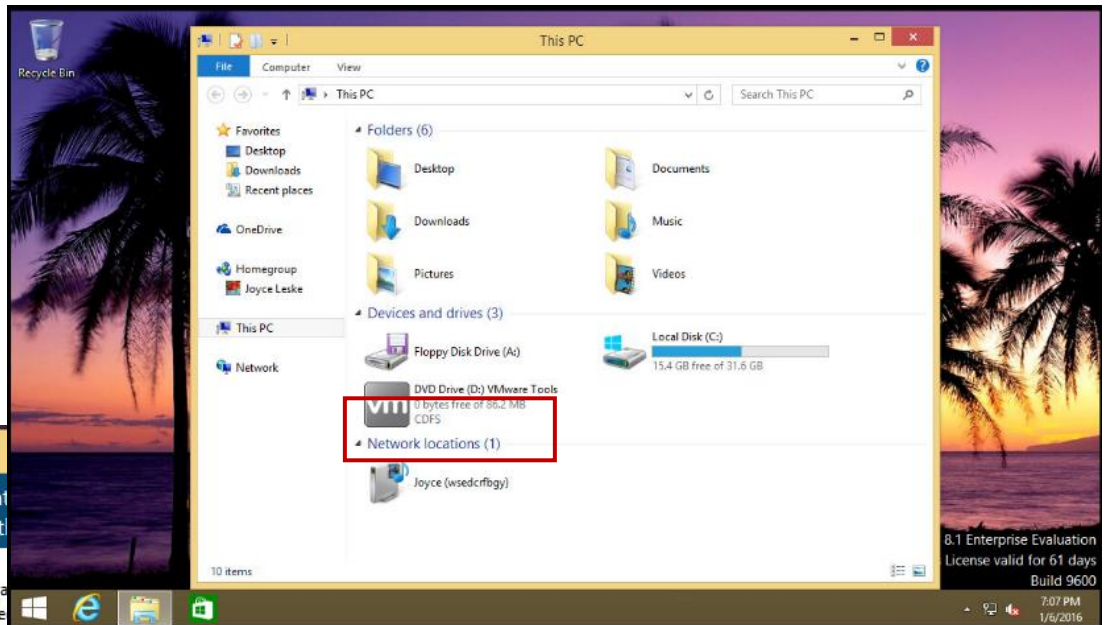 Recycle Bin
This PC
File Computer View
This PC
Search This PC
Favorites
Desktop
Downloads
Recent places
OneDrive
Homegroup
Joyce Leske
This PC
Network
Folders (6)
Desktop
Documents
Downloads
Music
Pictures
Videos
Devices and drives (3)
Floppy Disk Drive (A:)
Local Disk (C:)
15.4 GB free of 31.6 GB
DVD Drive (D:) VMware Tools
vm
0 bytes free of 86.2 MB
CDFS
Network locations (1)
Joyce (wsedcrfbgy)
10 items
8.1 Enterprise Evaluation
License valid for 61 days
Build 9600
7:07 PM
1/6/2016